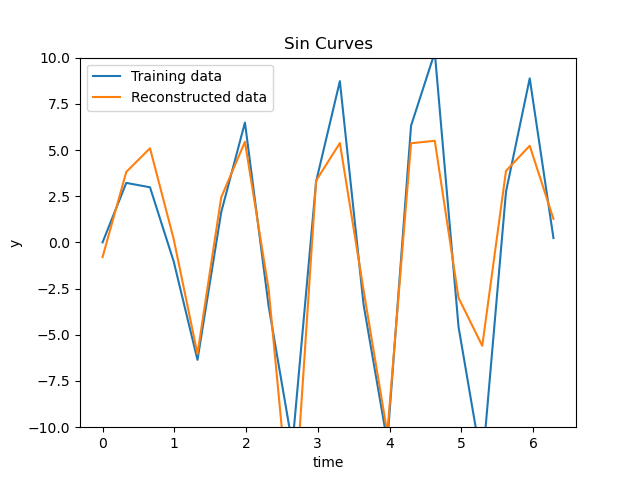 Sin Curves
Training data
Reconstructed data
10.0
7.5
5.0
2.5
0.0
−2.5
−5.0
−7.5
−10.0
y
0 1 2 3 4 5 6
time